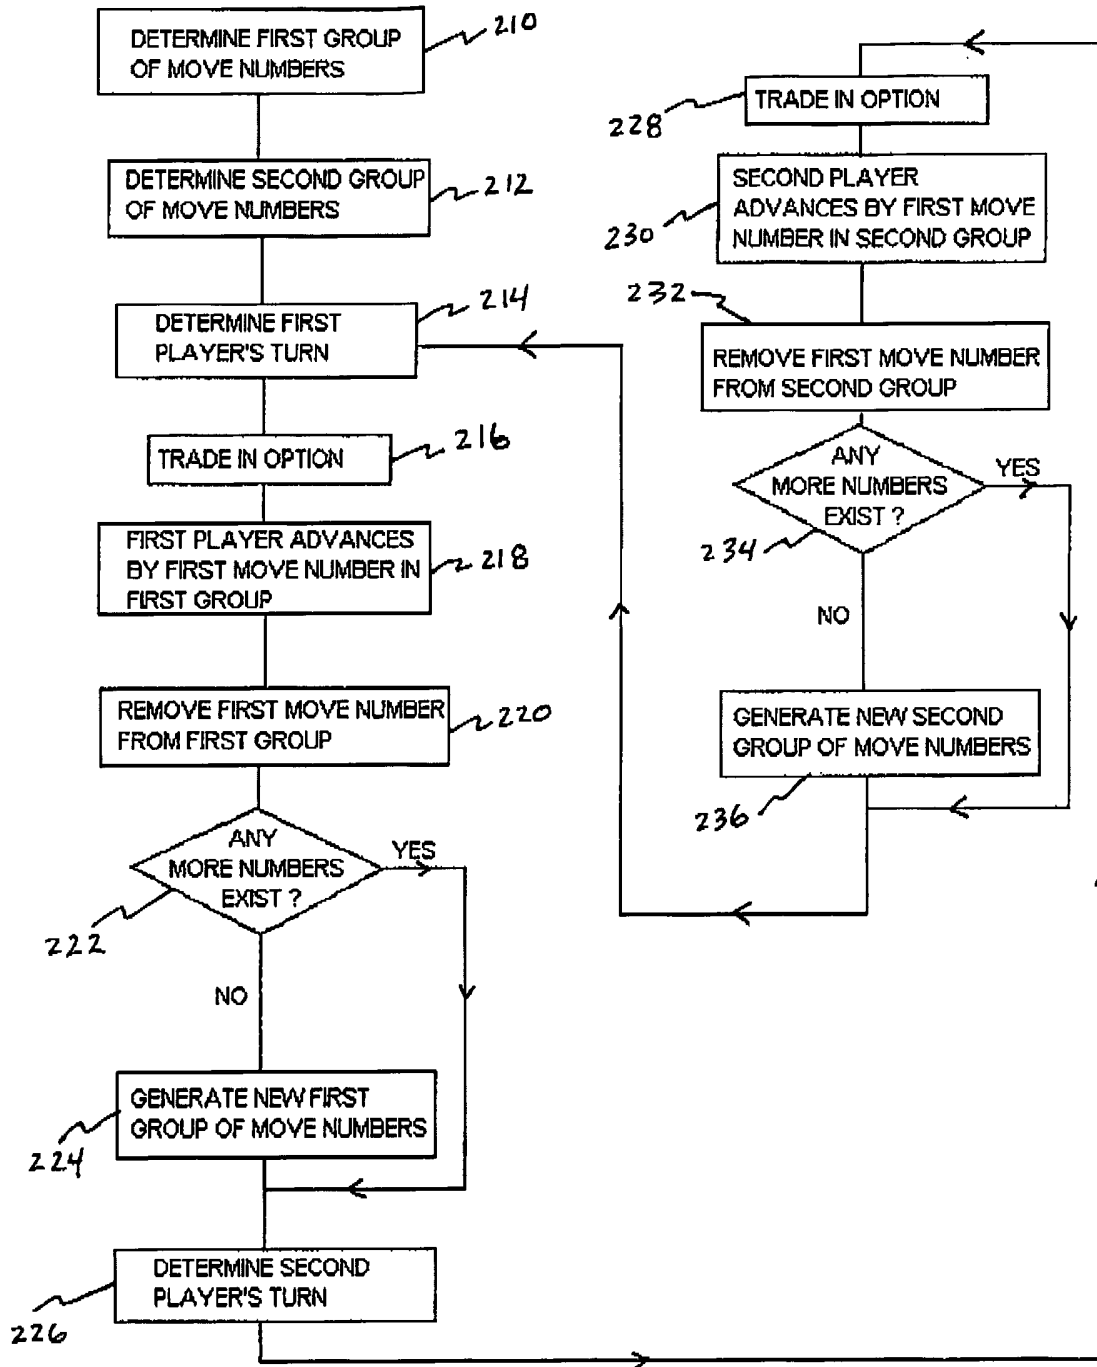 DETERMINE FIRST GROUP
OF MOVE NUMBERS
210
DETERMINE SECOND GROUP
OF MOVE NUMBERS
212
DETERMINE FIRST
PLAYER'S TURN
214
TRADE IN OPTION
216
FIRST PLAYER ADVANCES
BY FIRST MOVE NUMBER IN
FIRST GROUP
218
REMOVE FIRST MOVE NUMBER
FROM FIRST GROUP
220
ANY
MORE NUMBERS
EXIST ?
YES
222
NO
GENERATE NEW FIRST
GROUP OF MOVE NUMBERS
224
DETERMINE SECOND
PLAYER'S TURN
226
TRADE IN OPTION
228
SECOND PLAYER
ADVANCES BY FIRST MOVE
NUMBER IN SECOND GROUP
230
232
REMOVE FIRST MOVE NUMBER
FROM SECOND GROUP
ANY
MORE NUMBERS
EXIST ?
YES
234
NO
GENERATE NEW SECOND
GROUP OF MOVE NUMBERS
236